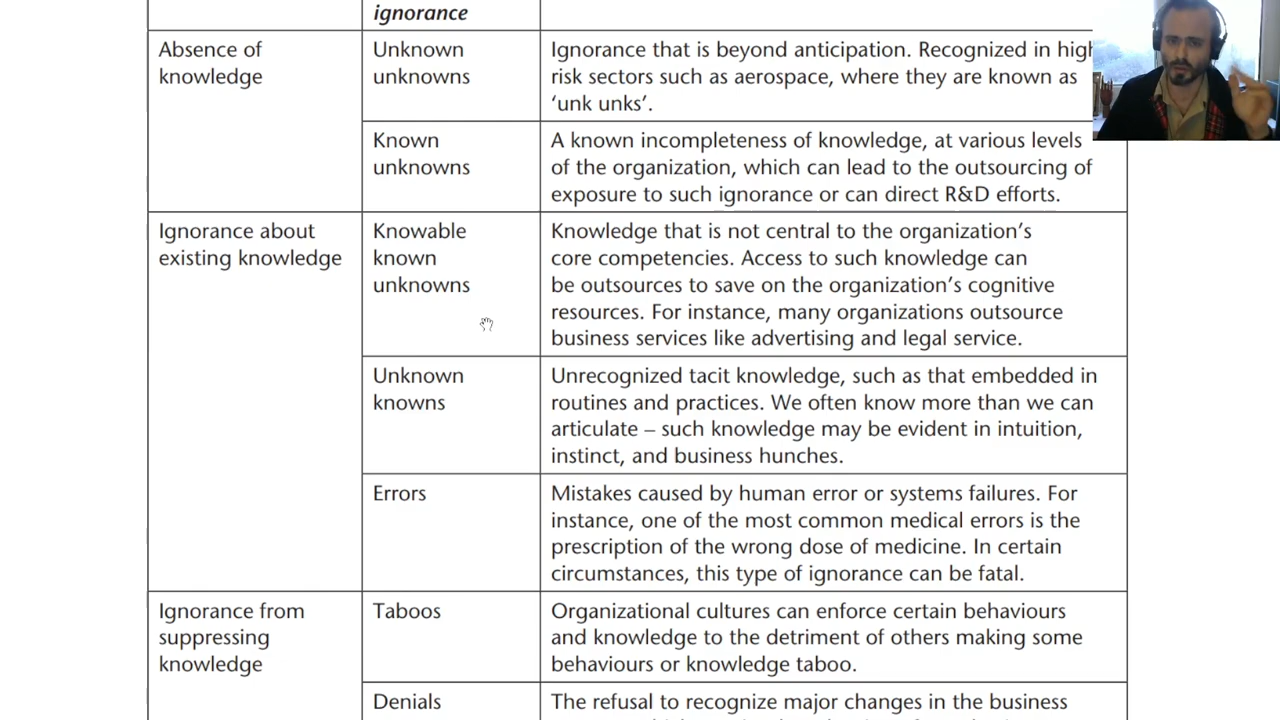 ignorance
Absence of
knowledge
Unknown
unknowns
Ignorance that is beyond anticipation. Recognized in high
risk sectors such as aerospace, where they are known as
‘unk unks’.
Known
unknowns
A known incompleteness of knowledge, at various levels
of the organization, which can lead to the outsourcing of
exposure to such ignorance or can direct R&D efforts.
Ignorance about
existing knowledge
Knowable
known
unknowns
Knowledge that is not central to the organization’s
core competencies. Access to such knowledge can
be outsources to save on the organization’s cognitive
resources. For instance, many organizations outsource
business services like advertising and legal service.
Unknown
knowns
Unrecognized tacit knowledge, such as that embedded in
routines and practices. We often know more than we can
articulate – such knowledge may be evident in intuition,
instinct, and business hunches.
Errors
Mistakes caused by human error or systems failures. For
instance, one of the most common medical errors is the
prescription of the wrong dose of medicine. In certain
circumstances, this type of ignorance can be fatal.
Ignorance from
suppressing
knowledge
Taboos
Organizational cultures can enforce certain behaviours
and knowledge to the detriment of others making some
behaviours or knowledge taboo.
Denials
The refusal to recognize major changes in the business